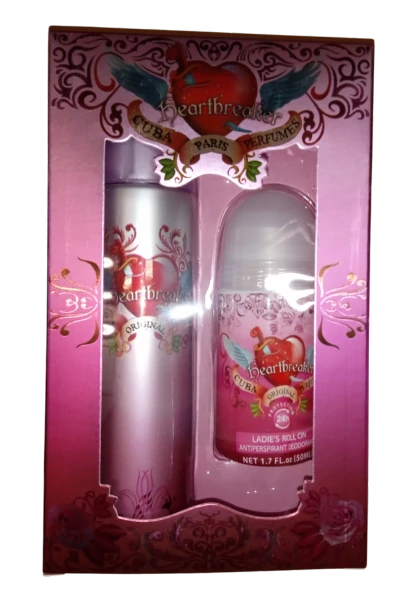 Heartbreaker
CUBA PARIS PERFUMES
Heartbreaker
ORIGINAL
Heartbreaker
CUBA
ORIGINAL
24h
LADIE'S ROLL ON
ANTIPERSPIRANT DEODORANT
NET 1.7 FL.oz (50ML)